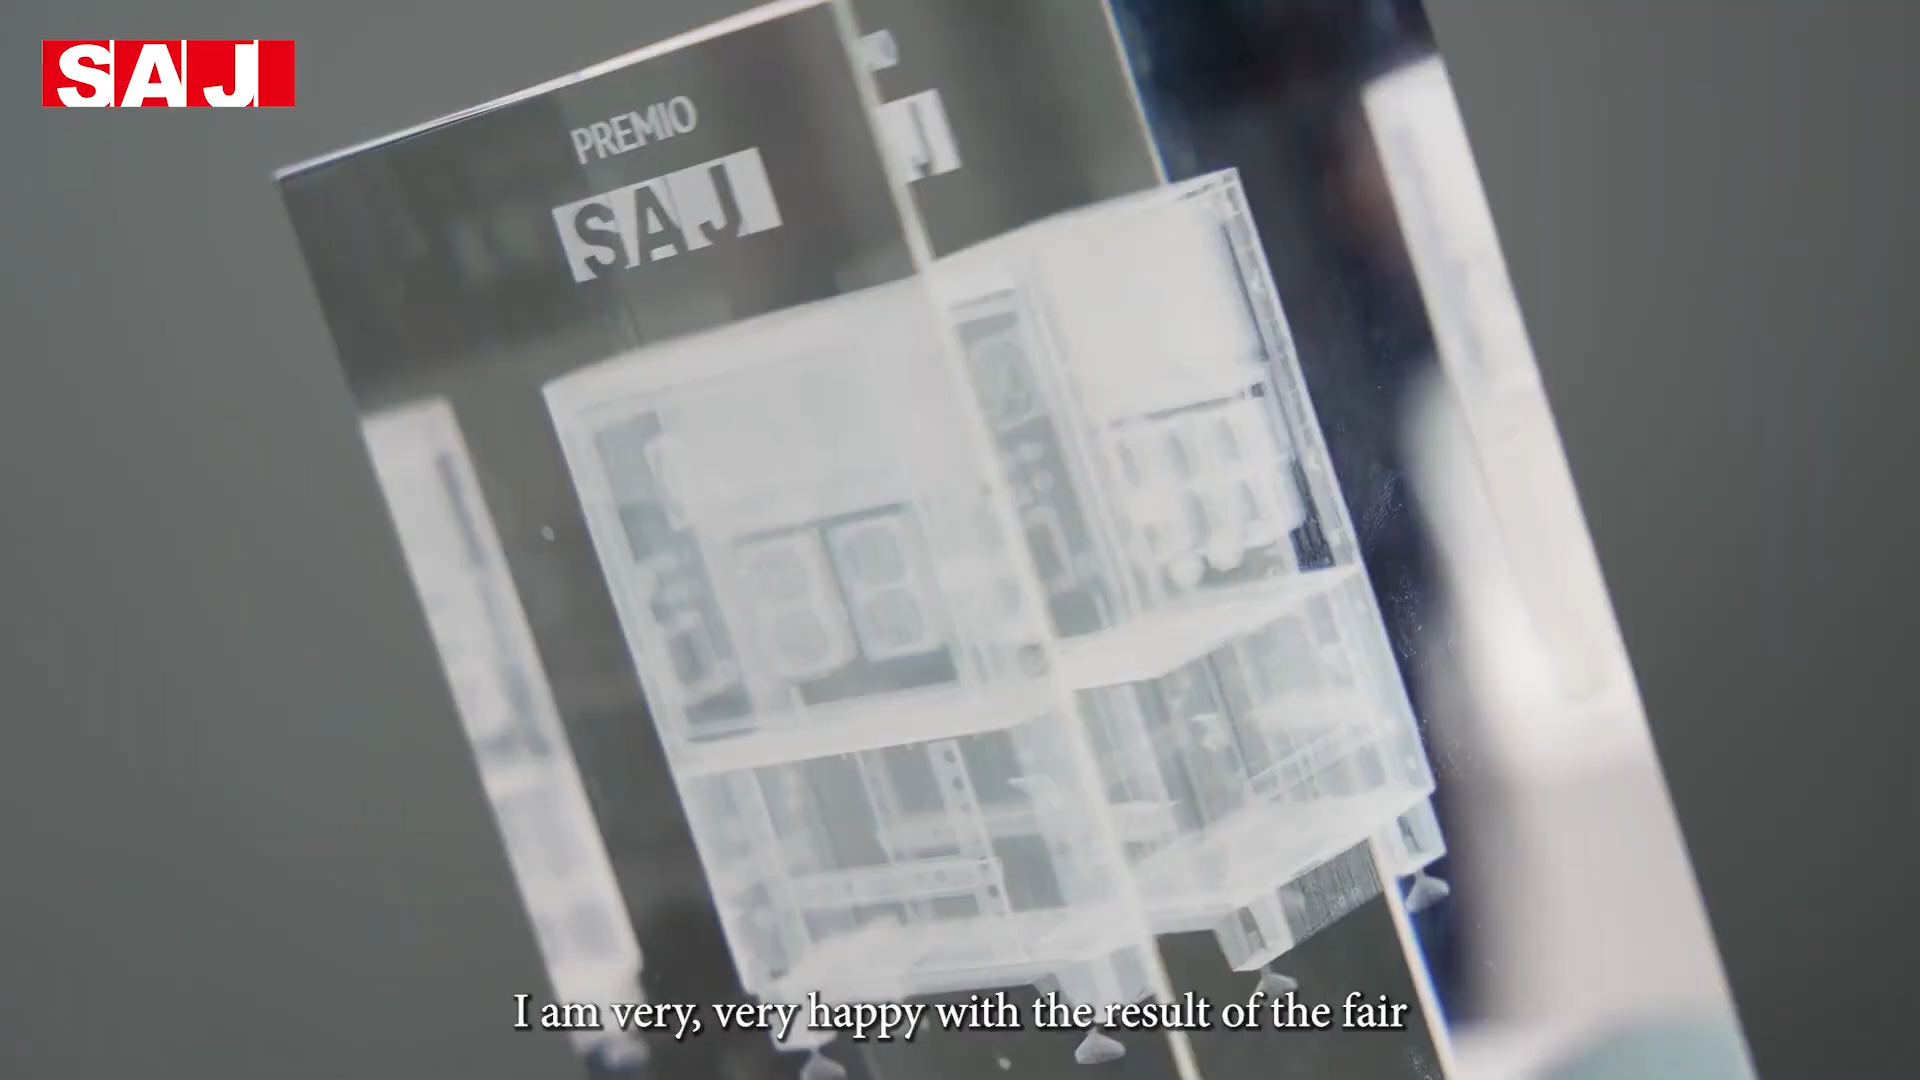 SAJ
PREMIO
SAJ
J
I am very, very happy with the result of the fair